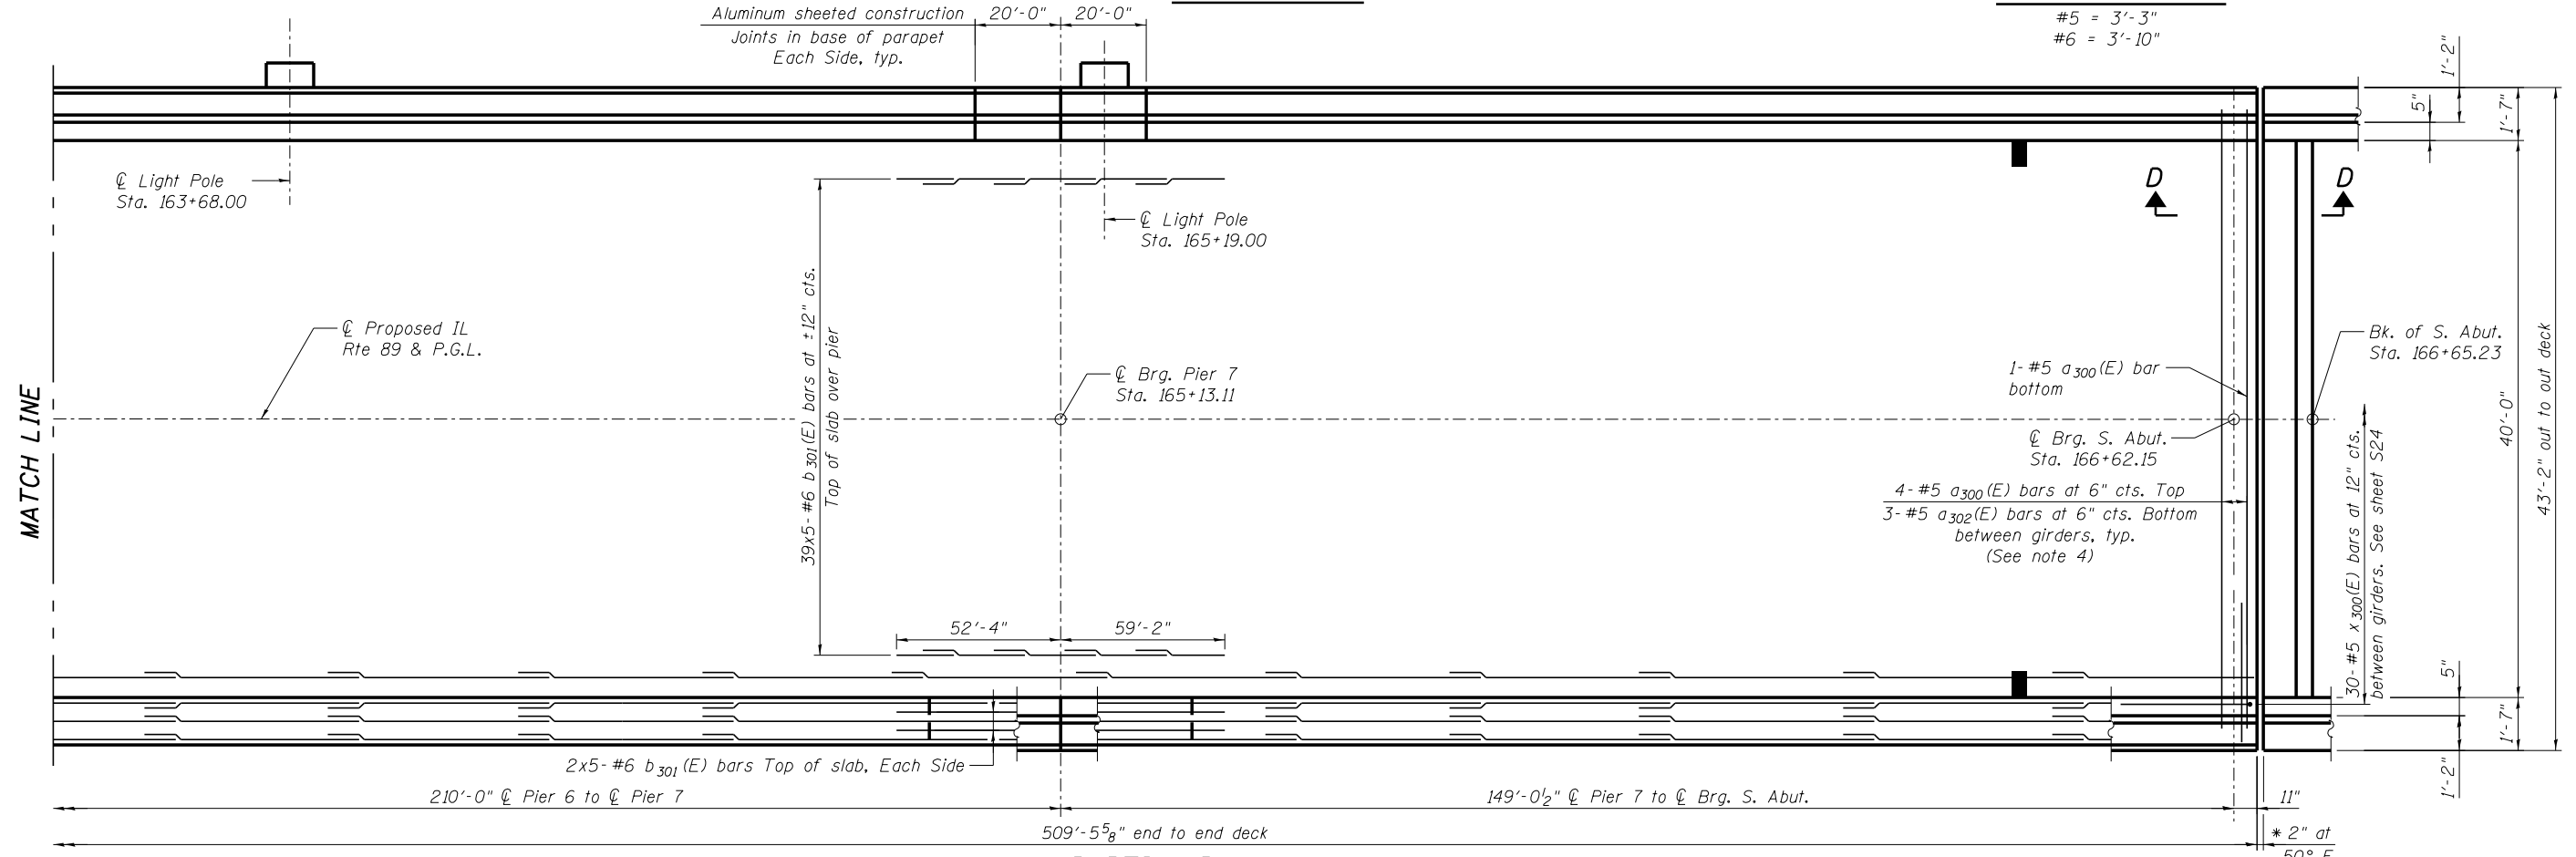 Aluminum sheeted construction
Joints in base of parapet
Each Side, typ.
20'-0"
20'-0"
#5 = 3'-3"
#6 = 3'-10"
1'-2"
5"
1'-7"
℄ Light Pole
Sta. 163+68.00
℄ Light Pole
Sta. 165+19.00
D
D
39x5-#6 b301(E) bars at ±12" cts.
Top of slab over pier
℄ Proposed IL
Rte 89 & P.G.L.
℄ Brg. Pier 7
Sta. 165+13.11
1-#5 a300(E) bar
bottom
Bk. of S. Abut.
Sta. 166+65.23
℄ Brg. S. Abut.
Sta. 166+62.15
4-#5 a300(E) bars at 6" cts. Top
3-#5 a302(E) bars at 6" cts. Bottom
between girders, typ.
(See note 4)
30-#5 x300(E) bars at 12" cts.
between girders. See sheet S24
40'-0"
43'-2" out to out deck
MATCH LINE
52'-4"
59'-2"
5"
1'-7"
1'-2"
2x5-#6 b301(E) bars Top of slab, Each Side
210'-0" ℄ Pier 6 to ℄ Pier 7
149'-0½" ℄ Pier 7 to ℄ Brg. S. Abut.
11"
509'-5⅝" end to end deck
* 2" at
50° F